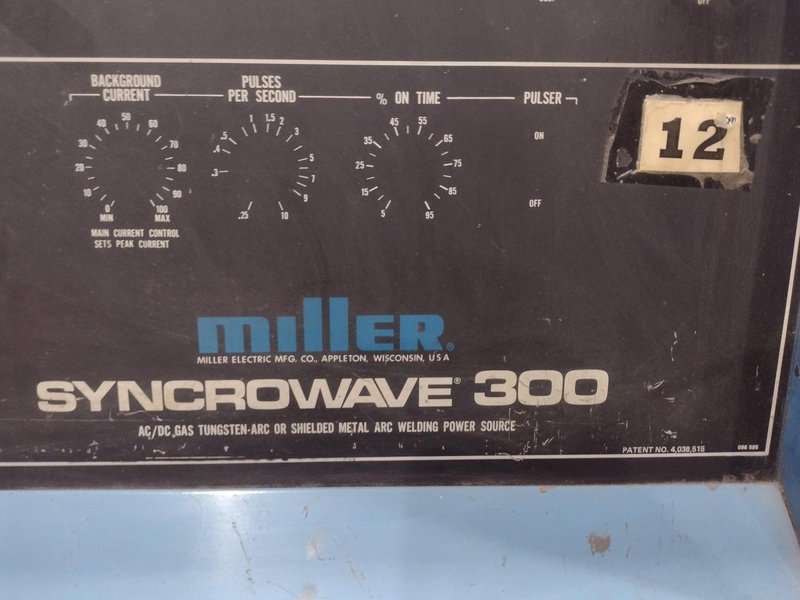 BACKGROUND CURRENT
PULSES PER SECOND
% ON TIME
PULSER
0 10 20 30 40 50 60 70 80 90 100
MIN MAX
MAIN CURRENT CONTROL
SETS PEAK CURRENT
.25 .3 .4 .5 1 1.5 2 3 5 7 9 10
5 15 25 35 45 55 65 75 85 95
ON
OFF
12
miller®
MILLER ELECTRIC MFG. CO., APPLETON, WISCONSIN, USA
SYNCROWAVE® 300
AC/DC GAS TUNGSTEN-ARC OR SHIELDED METAL ARC WELDING POWER SOURCE
PATENT NO. 4,038,515